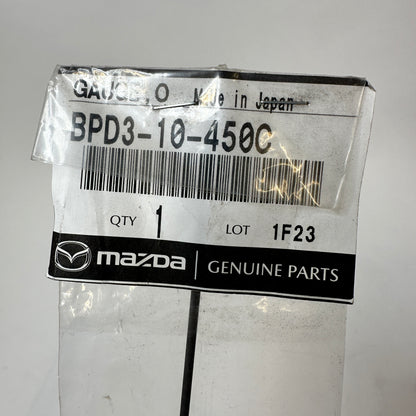 GAUGE, O Made in Japan
BPD3-10-450C
QTY 1 LOT 1F23
mazda GENUINE PARTS